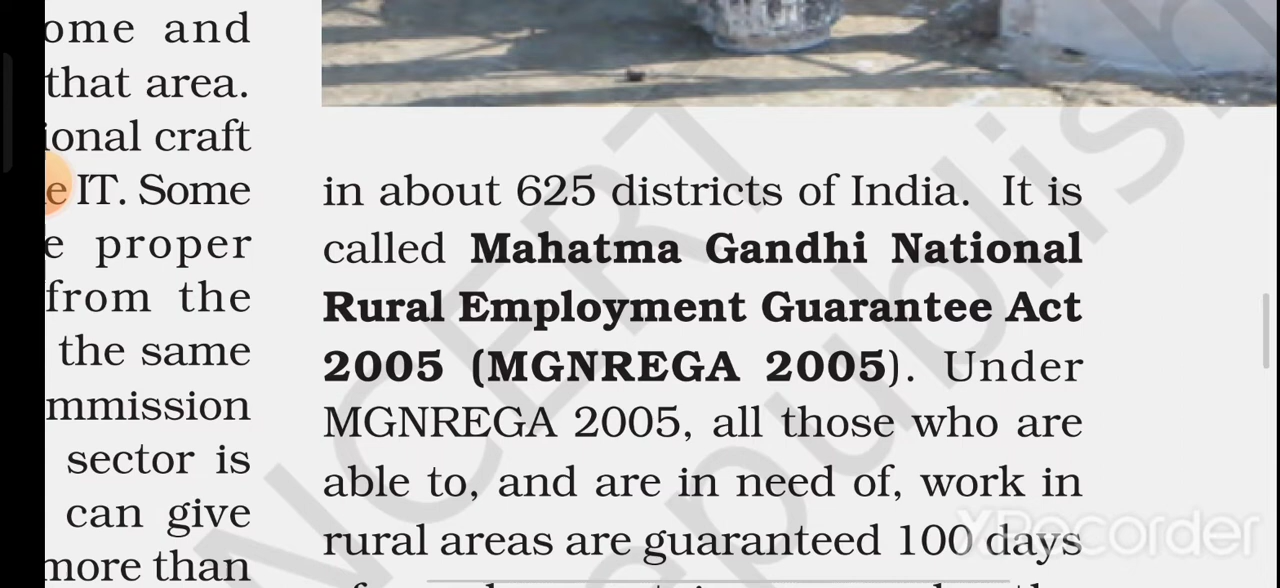 ome and
that area.
ional craft
e IT. Some
e proper
from the
the same
mmission
sector is
can give
more than
in about 625 districts of India. It is
called Mahatma Gandhi National
Rural Employment Guarantee Act
2005 (MGNREGA 2005). Under
MGNREGA 2005, all those who are
able to, and are in need of, work in
rural areas are guaranteed 100 days
NCERT
republish
XRecorder